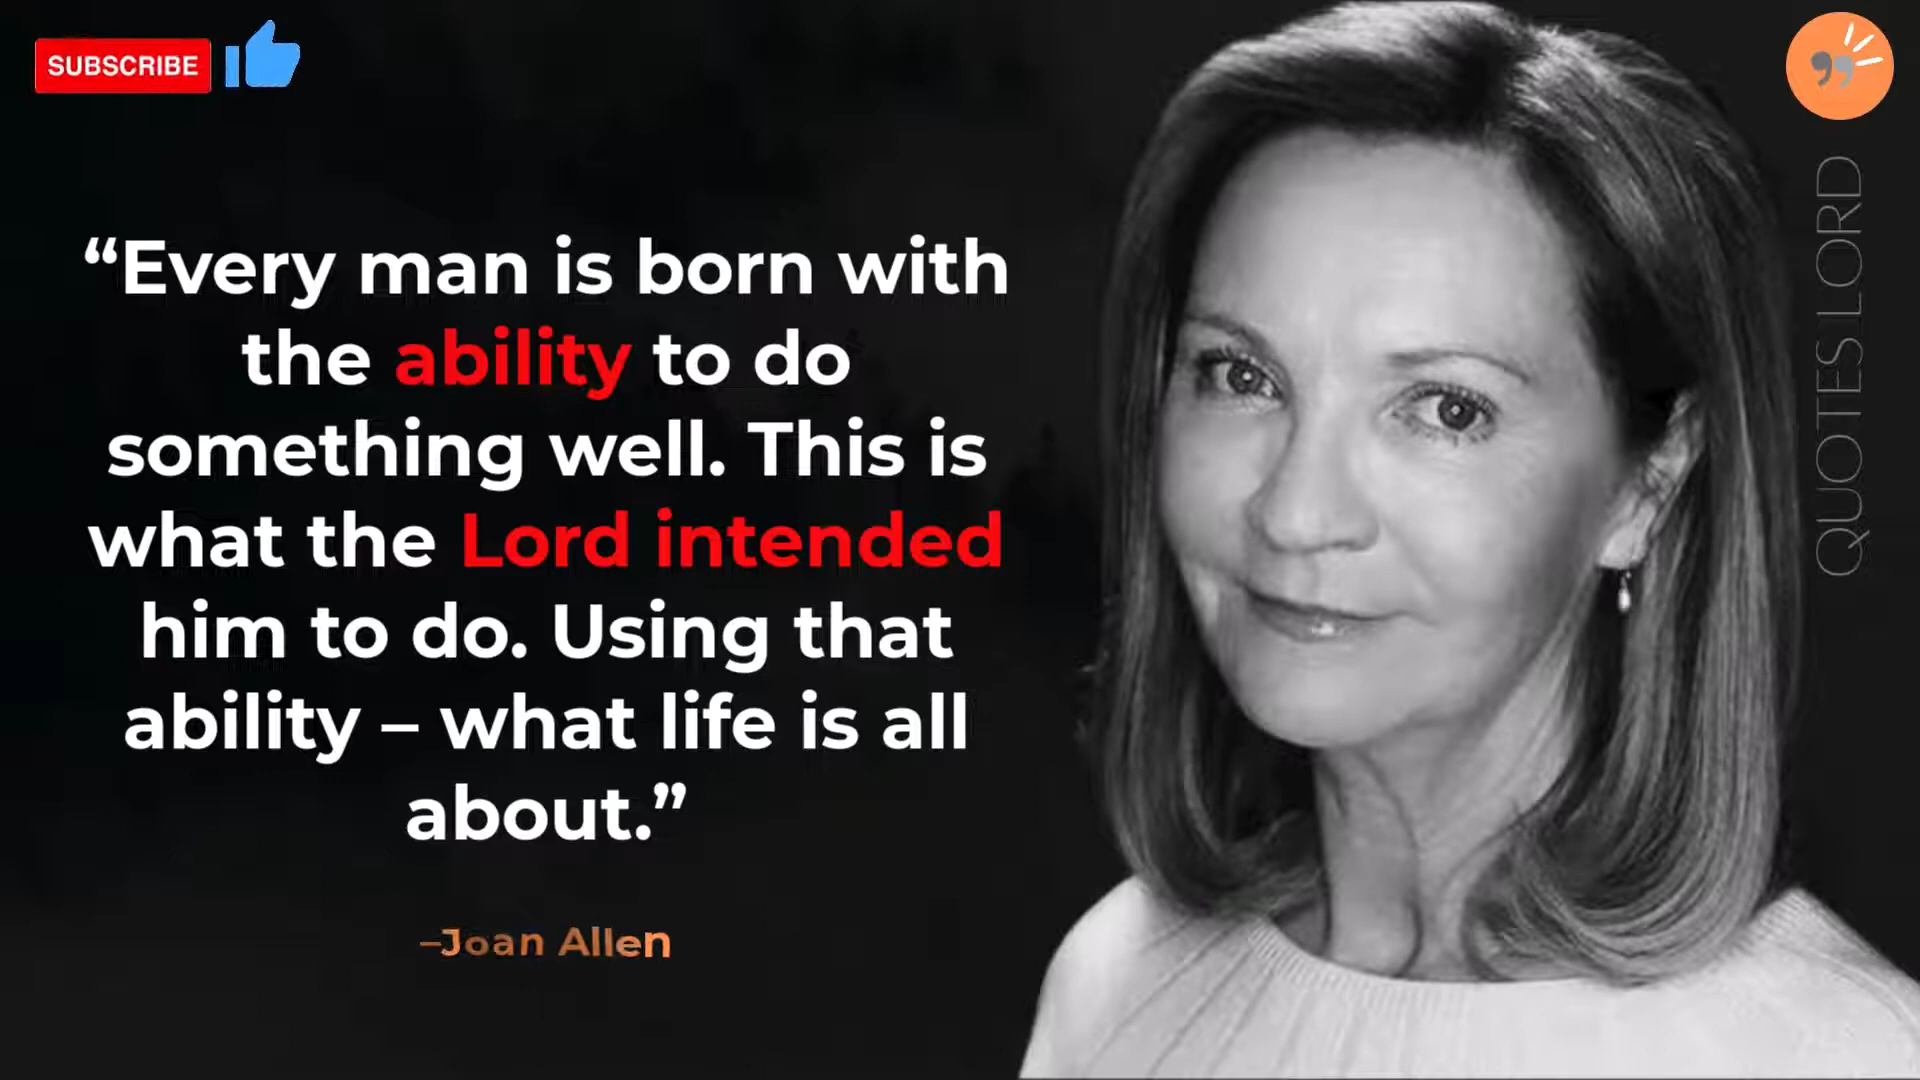 SUBSCRIBE
“Every man is born with
the ability to do
something well. This is
what the Lord intended
him to do. Using that
ability – what life is all
about.”
–Joan Allen
QUOTES LORD